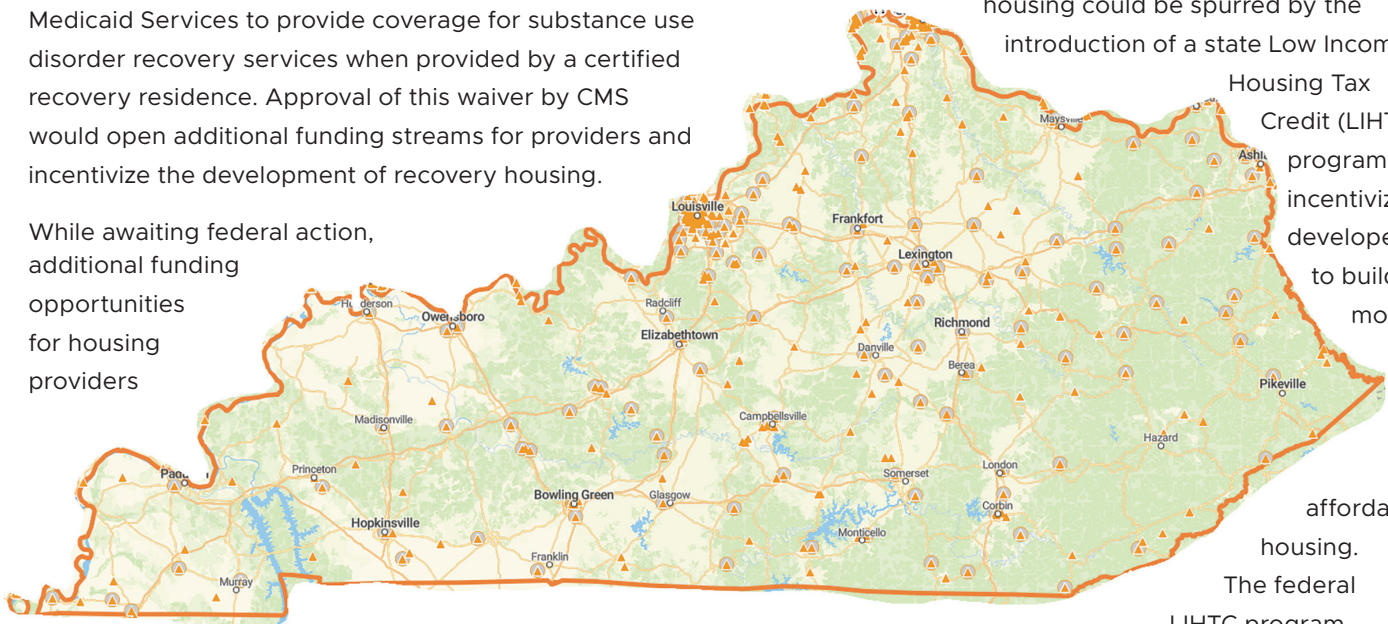 Medicaid Services to provide coverage for substance use
disorder recovery services when provided by a certified
recovery residence. Approval of this waiver by CMS
would open additional funding streams for providers and
incentivize the development of recovery housing.
While awaiting federal action,
additional funding
opportunities
for housing
providers
housing could be spurred by the
introduction of a state Low Incom
Housing Tax
Credit (LIHT
program
incentiviz
develope
to build
mo
afforda
housing.
The federal
LIHTC program
Maysville
Louisville
Frankfort
Lexington
Radcliff
Elizabethtown
Richmond
Danville
Berea
Owensboro
Pikeville
Madisonville
Campbellsville
Hazard
Princeton
Somerset
London
Bowling Green
Glasgow
Corbin
Hopkinsville
Monticello
Franklin
Murray